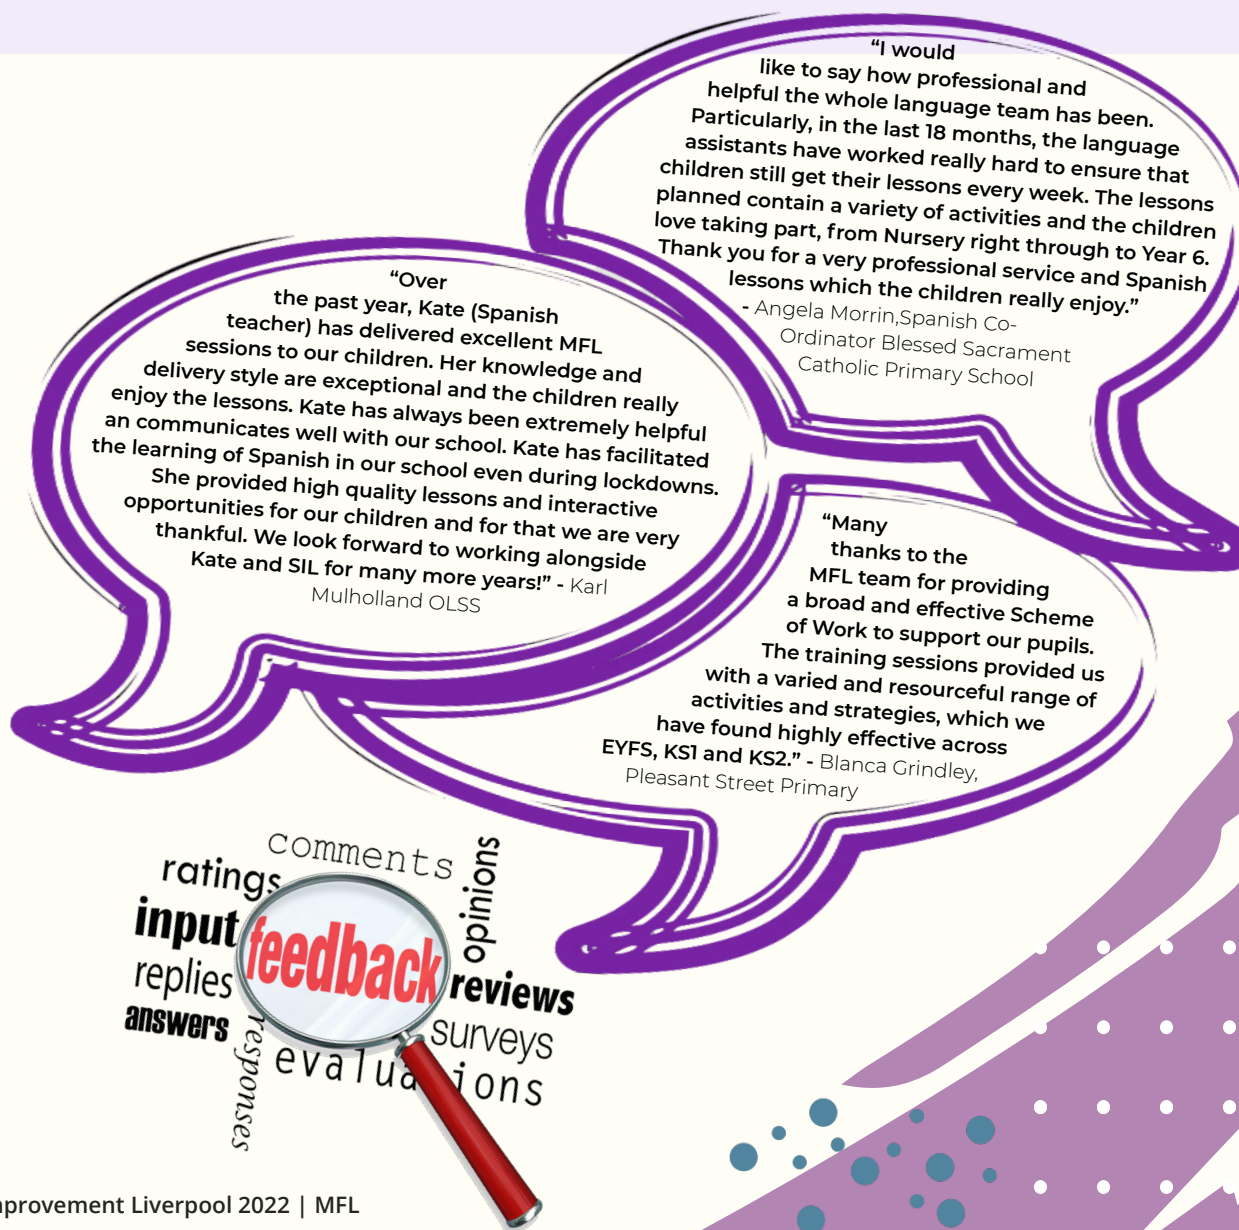 “I would
like to say how professional and
helpful the whole language team has been.
Particularly, in the last 18 months, the language
assistants have worked really hard to ensure that
children still get their lessons every week. The lessons
planned contain a variety of activities and the children
love taking part, from Nursery right through to Year 6.
Thank you for a very professional service and Spanish
lessons which the children really enjoy.”
- Angela Morrin,Spanish Co-
Ordinator Blessed Sacrament
Catholic Primary School
“Over
the past year, Kate (Spanish
teacher) has delivered excellent MFL
sessions to our children. Her knowledge and
delivery style are exceptional and the children really
enjoy the lessons. Kate has always been extremely helpful
an communicates well with our school. Kate has facilitated
the learning of Spanish in our school even during lockdowns.
She provided high quality lessons and interactive
opportunities for our children and for that we are very
thankful. We look forward to working alongside
Kate and SIL for many more years!” - Karl
Mulholland OLSS
“Many
thanks to the
MFL team for providing
a broad and effective Scheme
of Work to support our pupils.
The training sessions provided us
with a varied and resourceful range of
activities and strategies, which we
have found highly effective across
EYFS, KS1 and KS2.” - Blanca Grindley,
Pleasant Street Primary
comments
ratings
opinions
input
feedback
replies
reviews
answers
surveys
responses
evaluations
Liverpool 2022 | MFL